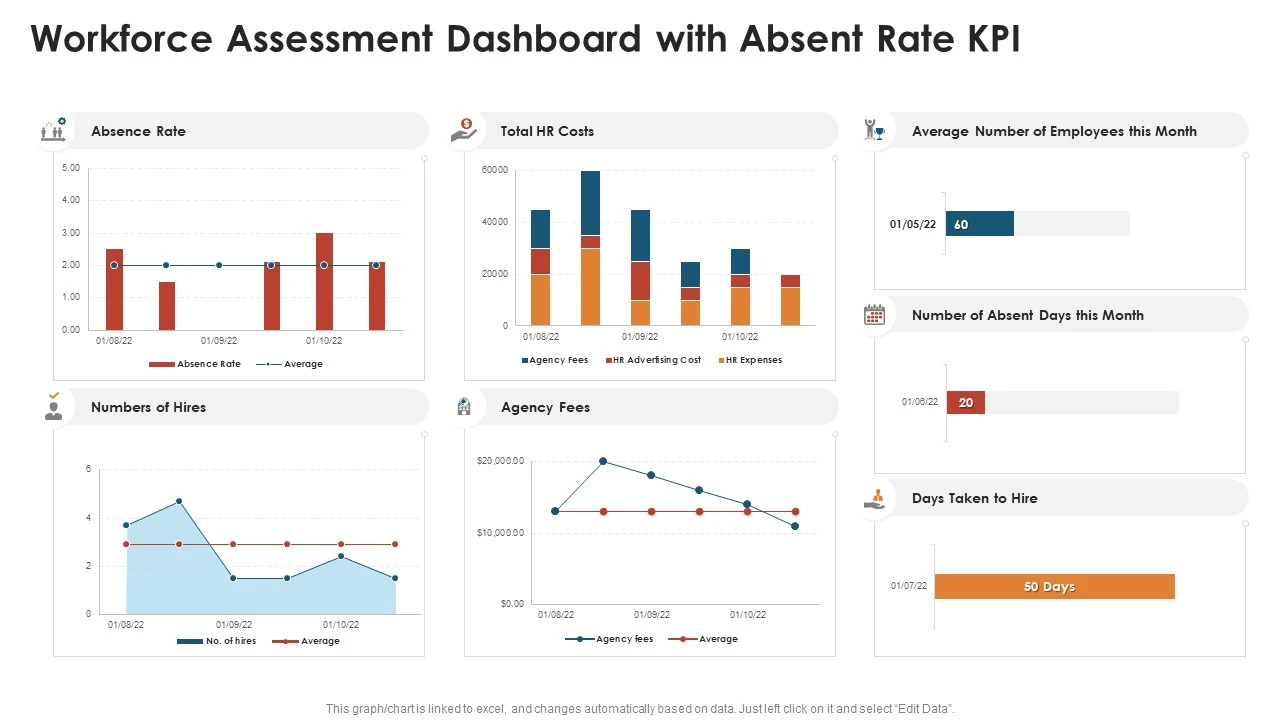 Workforce Assessment Dashboard with Absent Rate KPI
Absence Rate
5.00
4.00
3.00
2.00
1.00
0.00
01/08/22
01/09/22
01/10/22
Absence Rate
Average
Total HR Costs
60000
40000
20000
0
01/08/22
01/09/22
01/10/22
Agency Fees
HR Advertising Cost
HR Expenses
Average Number of Employees this Month
01/05/22
60
Number of Absent Days this Month
01/06/22
20
Numbers of Hires
6
4
2
0
01/08/22
01/09/22
01/10/22
No. of hires
Average
Agency Fees
$20,000.00
$10,000.00
$0.00
01/08/22
01/09/22
01/10/22
Agency fees
Average
Days Taken to Hire
01/07/22
50 Days
This graph/chart is linked to excel, and changes automatically based on data. Just left click on it and select “Edit Data”.